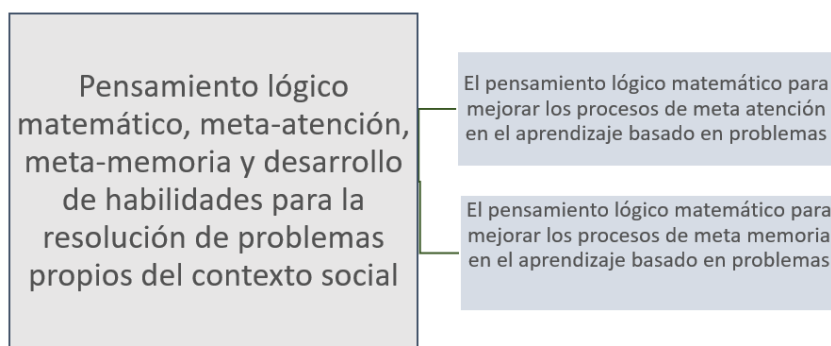 Pensamiento lógico
matemático, meta-atención,
meta-memoria y desarrollo
de habilidades para la
resolución de problemas
propios del contexto social
El pensamiento lógico matemático para
mejorar los procesos de meta atención
en el aprendizaje basado en problemas
El pensamiento lógico matemático para
mejorar los procesos de meta memoria
en el aprendizaje basado en problemas